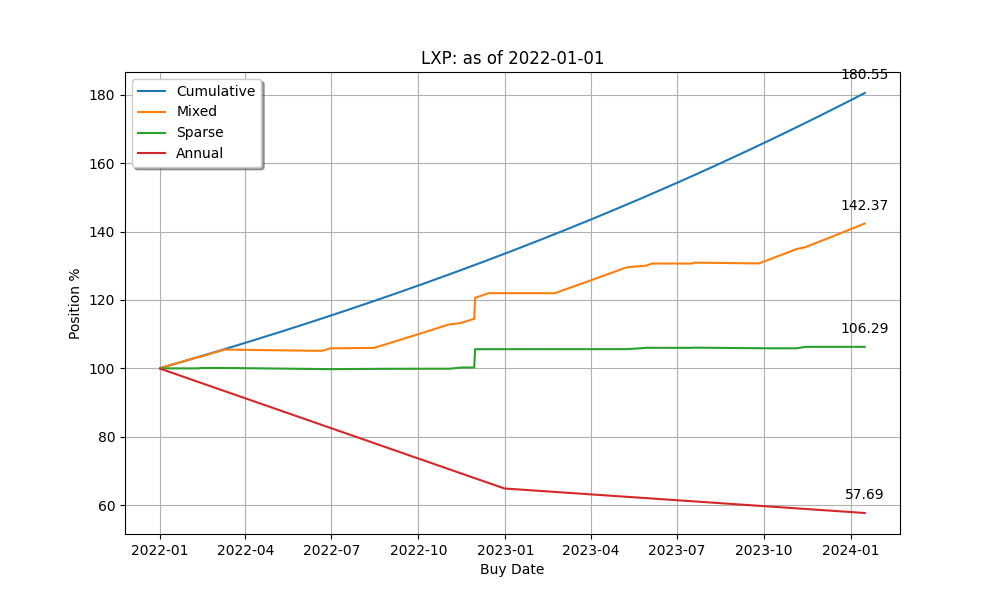 LXP: as of 2022-01-01
180.55
180
Cumulative
Mixed
Sparse
Annual
160
142.37
140
120
106.29
100
80
57.69
60
Position %
2022-01 2022-04 2022-07 2022-10 2023-01 2023-04 2023-07 2023-10 2024-01
Buy Date